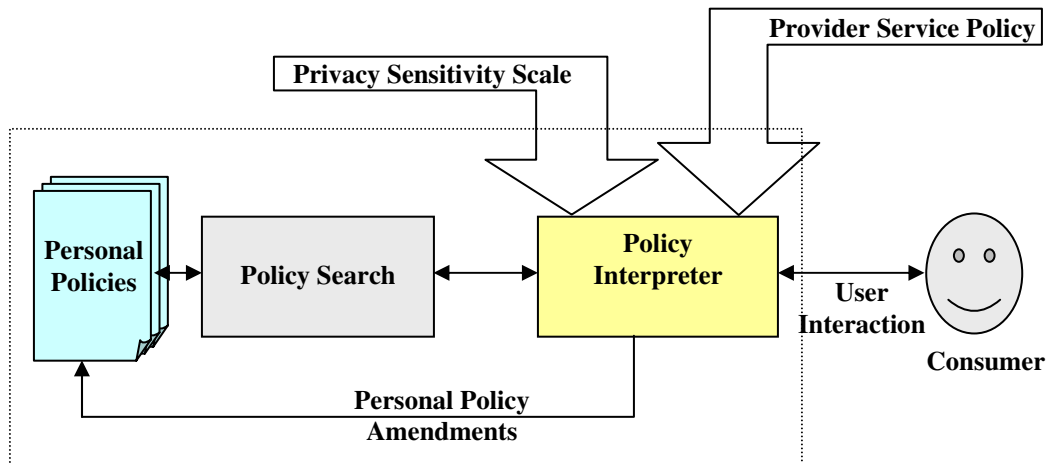 Provider Service Policy
Privacy Sensitivity Scale
Personal
Policies
Policy Search
Policy
Interpreter
User
Interaction
Consumer
Personal Policy
Amendments